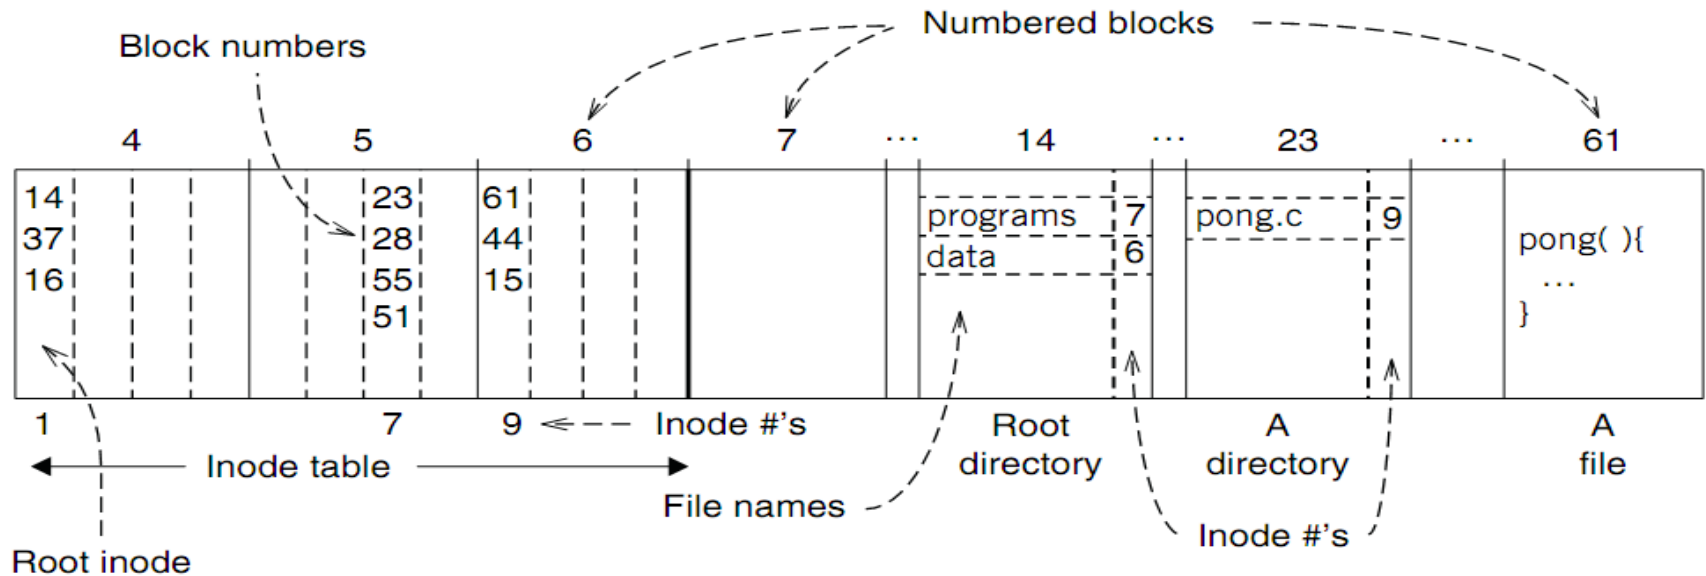 Numbered blocks
Block numbers
4 5 6 7 ... 14 ... 23 ... 61
14 23 61
37 28 44
16 55 15
51
programs 7
data 6
pong.c 9
pong( ){
...
}
1 7 9 Inode #'s
Inode table
Root
directory
A
directory
A
file
File names
Inode #'s
Root inode